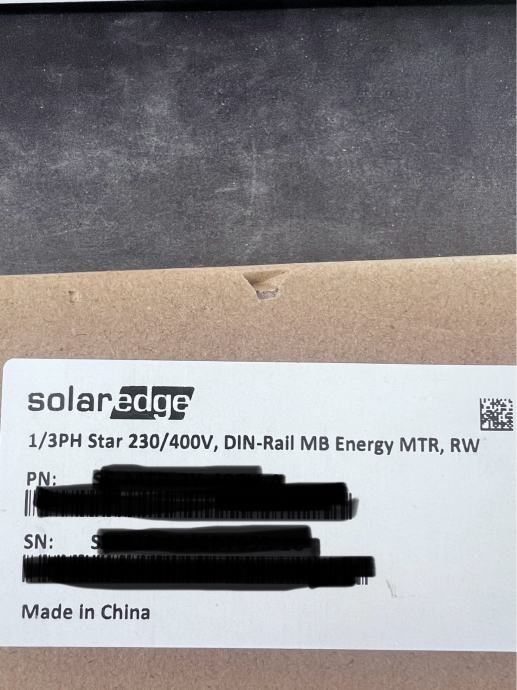 solaredge
1/3PH Star 230/400V, DIN-Rail MB Energy MTR, RW
PN:
SN: S
Made in China